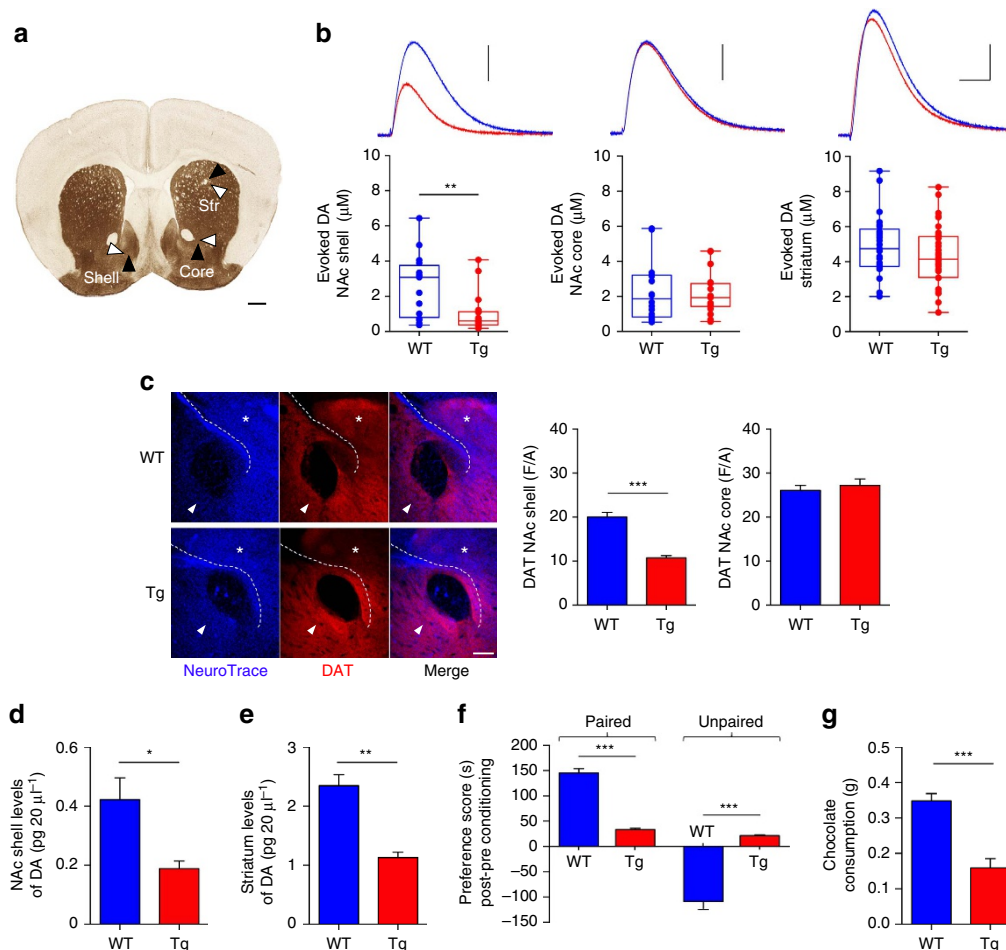 a
Str
Shell
Core
b
10
8
6
4
2
0
Evoked DA
NAc shell (μM)
**
WT
Tg
10
8
6
4
2
0
Evoked DA
NAc core (μM)
WT
Tg
10
8
6
4
2
0
Evoked DA
striatum (μM)
WT
Tg
c
WT
Tg
*
*
*
*
*
*
NeuroTrace
DAT
Merge
DAT NAc shell (F/A)
40
30
20
10
0
***
WT
Tg
DAT NAc core (F/A)
40
30
20
10
0
WT
Tg
d
NAc shell levels
of DA (pg 20 μl⁻¹)
0.6
0.4
0.2
0
*
WT
Tg
e
Striatum levels
of DA (pg 20 μl⁻¹)
3
2
1
0
**
WT
Tg
f
Paired
Unpaired
Preference score (s)
post-pre conditioning
200
150
100
50
0
−50
−100
−150
***
***
WT
Tg
WT
Tg
g
Chocolate
consumption (g)
0.5
0.4
0.3
0.2
0.1
0.0
***
WT
Tg